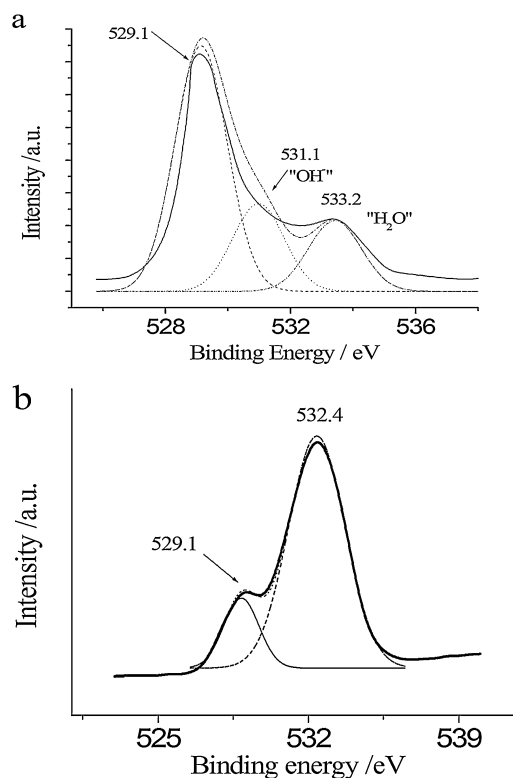 a
529.1
531.1
"OH-"
533.2
"H2O"
Intensity /a.u.
528 532 536
Binding Energy / eV
b
532.4
529.1
Intensity /a.u.
525 532 539
Binding energy /eV